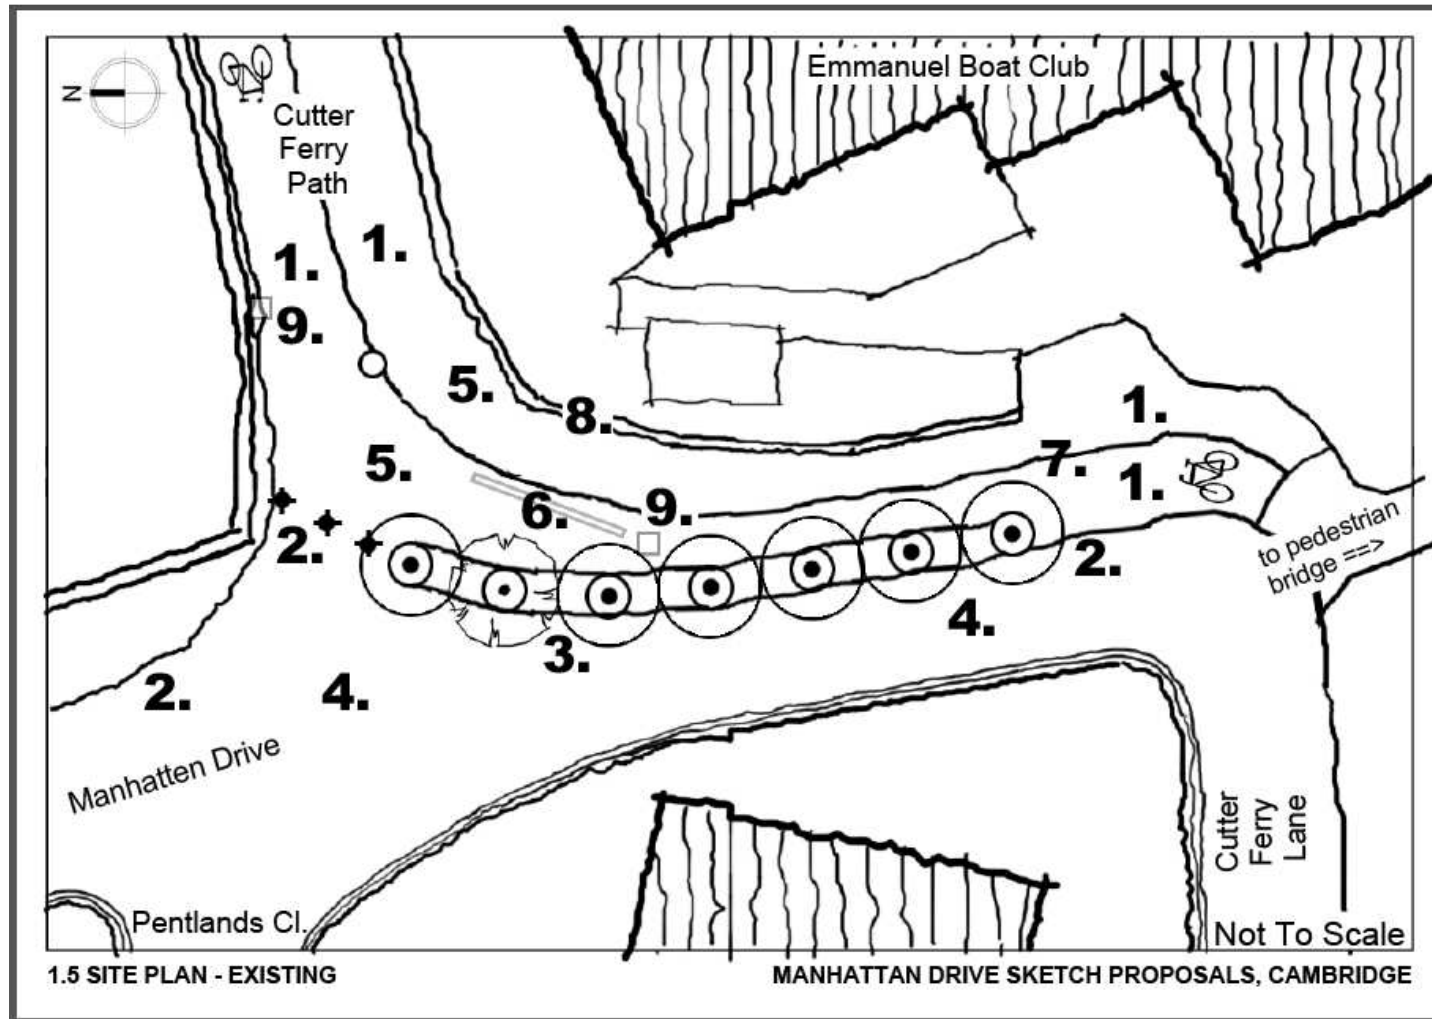 Emmanuel Boat Club
N
Cutter
Ferry
Path
1.
1.
9.
5.
8.
1.
5.
7.
1.
6.
9.
2.
2.
to pedestrian
bridge ==>
4.
3.
2.
4.
Manhatten Drive
Cutter
Ferry
Lane
Pentlands Cl.
Not To Scale
1.5 SITE PLAN - EXISTING
MANHATTAN DRIVE SKETCH PROPOSALS, CAMBRIDGE